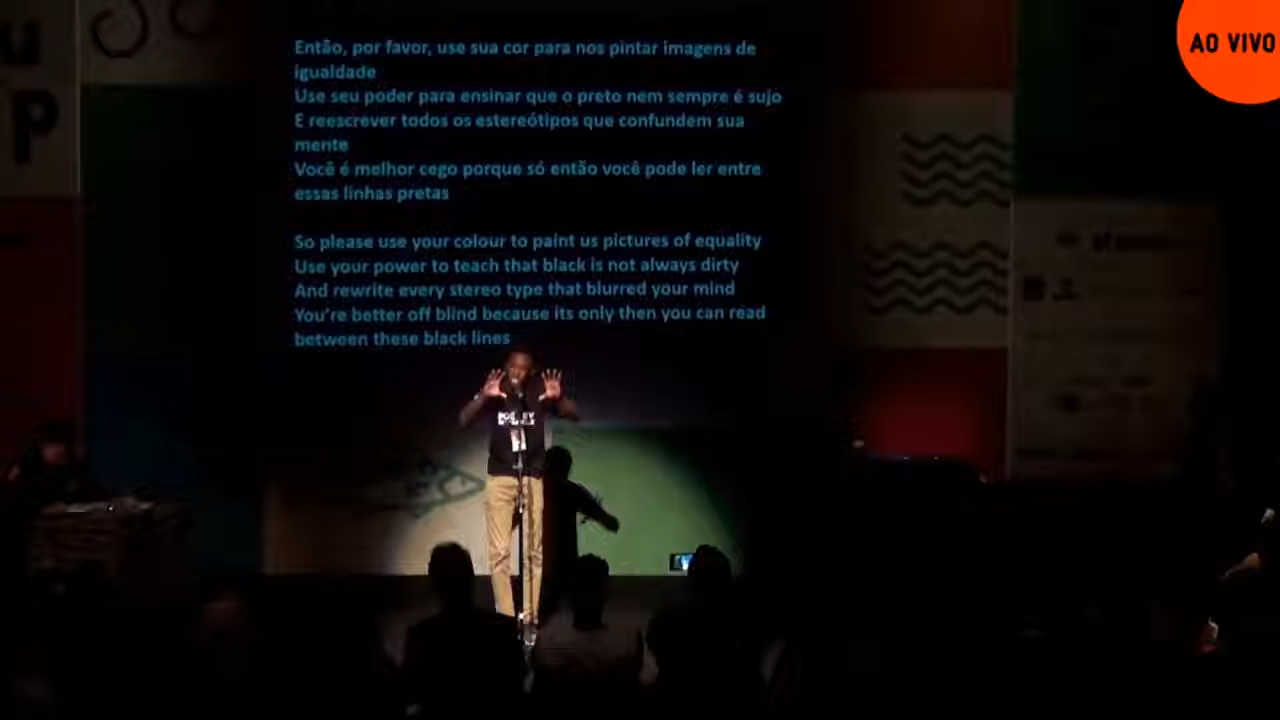 AO VIVO
Então, por favor, use sua cor para nos pintar imagens de
igualdade
Use seu poder para ensinar que o preto nem sempre é sujo
E reescrever todos os estereótipos que confundem sua
mente
Você é melhor cego porque só então você pode ler entre
essas linhas pretas
So please use your colour to paint us pictures of equality
Use your power to teach that black is not always dirty
And rewrite every stereo type that blurred your mind
You're better off blind because its only then you can read
between these black lines
u
p